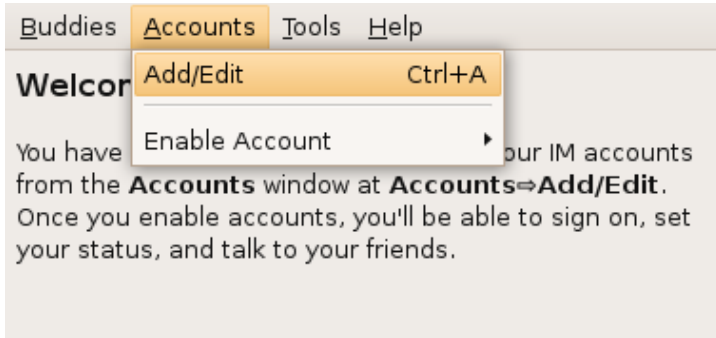 Buddies Accounts Tools Help
Add/Edit Ctrl+A
Enable Account
Welcor
You have our IM accounts
from the Accounts window at Accounts⇨Add/Edit.
Once you enable accounts, you'll be able to sign on, set
your status, and talk to your friends.